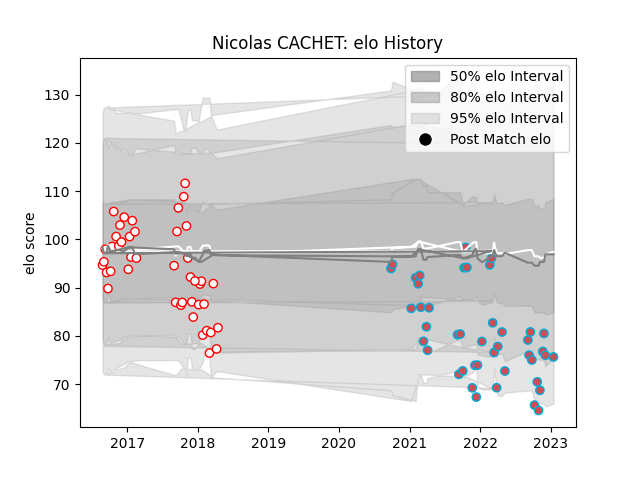 Nicolas CACHET: elo History
50% elo Interval
80% elo Interval
95% elo Interval
Post Match elo
elo score
130
120
110
100
90
80
70
2017 2018 2019 2020 2021 2022 2023